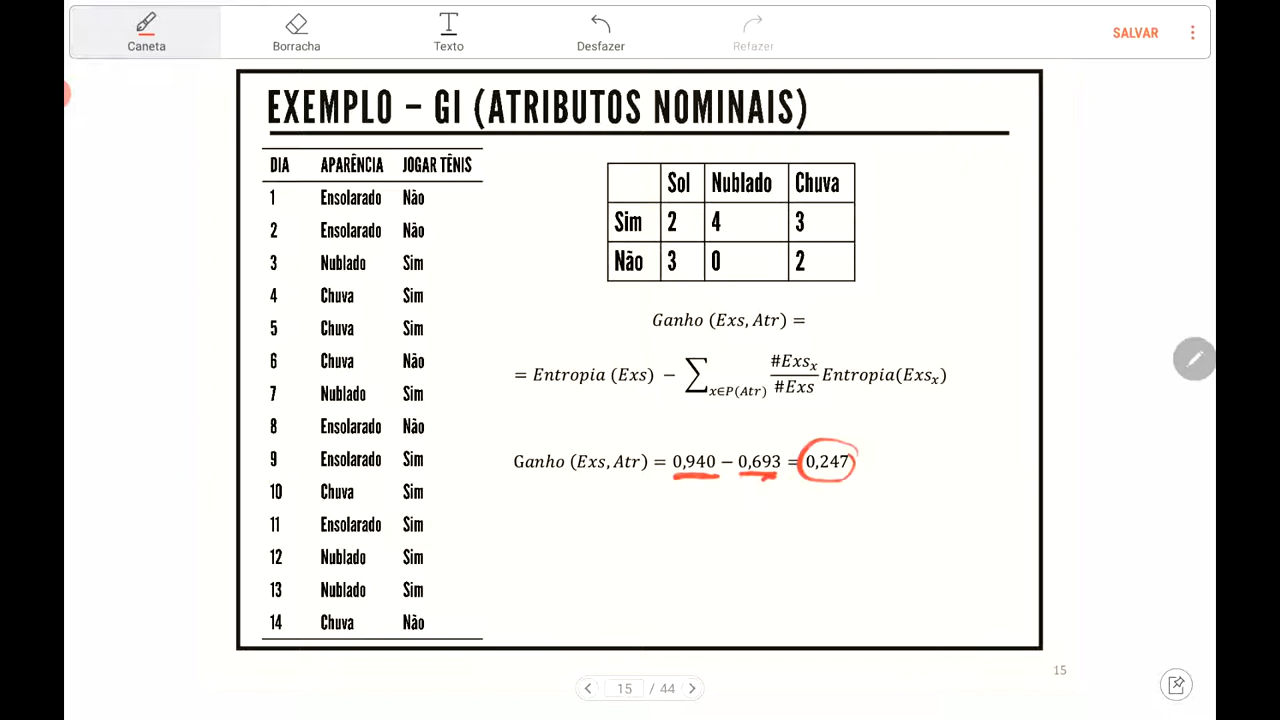 Caneta Borracha Texto Desfazer Refazer SALVAR
EXEMPLO – GI (ATRIBUTOS NOMINAIS)
DIA APARÊNCIA JOGAR TÊNIS
1 Ensolarado Não
2 Ensolarado Não
3 Nublado Sim
4 Chuva Sim
5 Chuva Sim
6 Chuva Não
7 Nublado Sim
8 Ensolarado Não
9 Ensolarado Sim
10 Chuva Sim
11 Ensolarado Sim
12 Nublado Sim
13 Nublado Sim
14 Chuva Não
Sol Nublado Chuva
Sim 2 4 3
Não 3 0 2
Ganho (Exs, Atr) =
= Entropia (Exs) − ∑x∈P(Atr) #Exsx/#Exs Entropia(Exsx)
Ganho (Exs, Atr) = 0,940 − 0,693 = 0,247
15
15 / 44